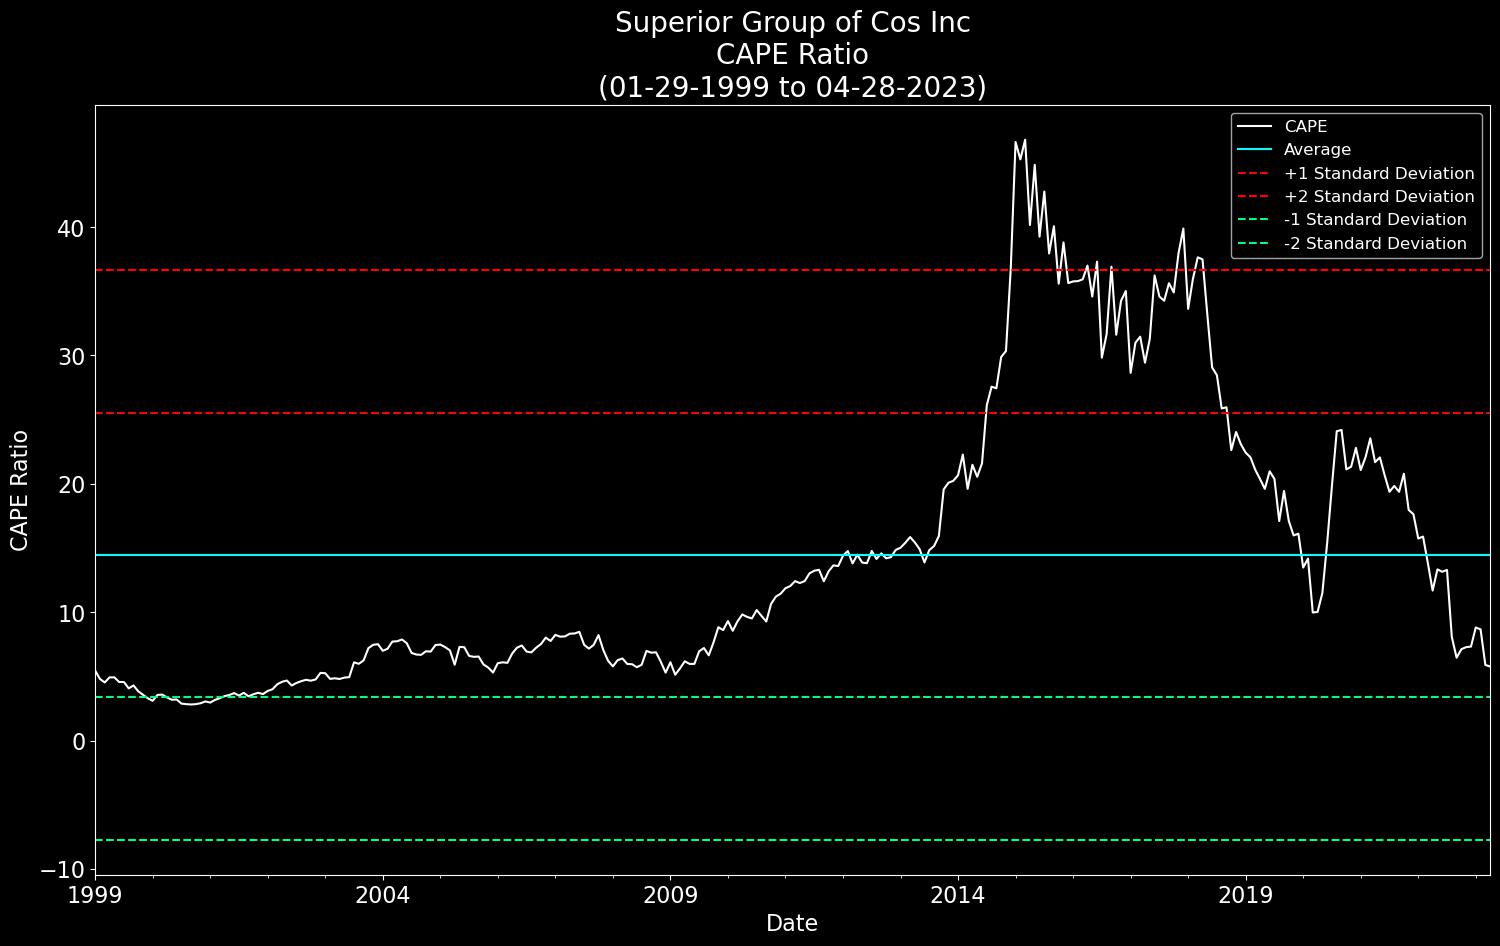 Superior Group of Cos Inc
CAPE Ratio
(01-29-1999 to 04-28-2023)
CAPE
Average
+1 Standard Deviation
+2 Standard Deviation
-1 Standard Deviation
-2 Standard Deviation
CAPE Ratio
40
30
20
10
0
−10
1999
2004
2009
2014
2019
Date